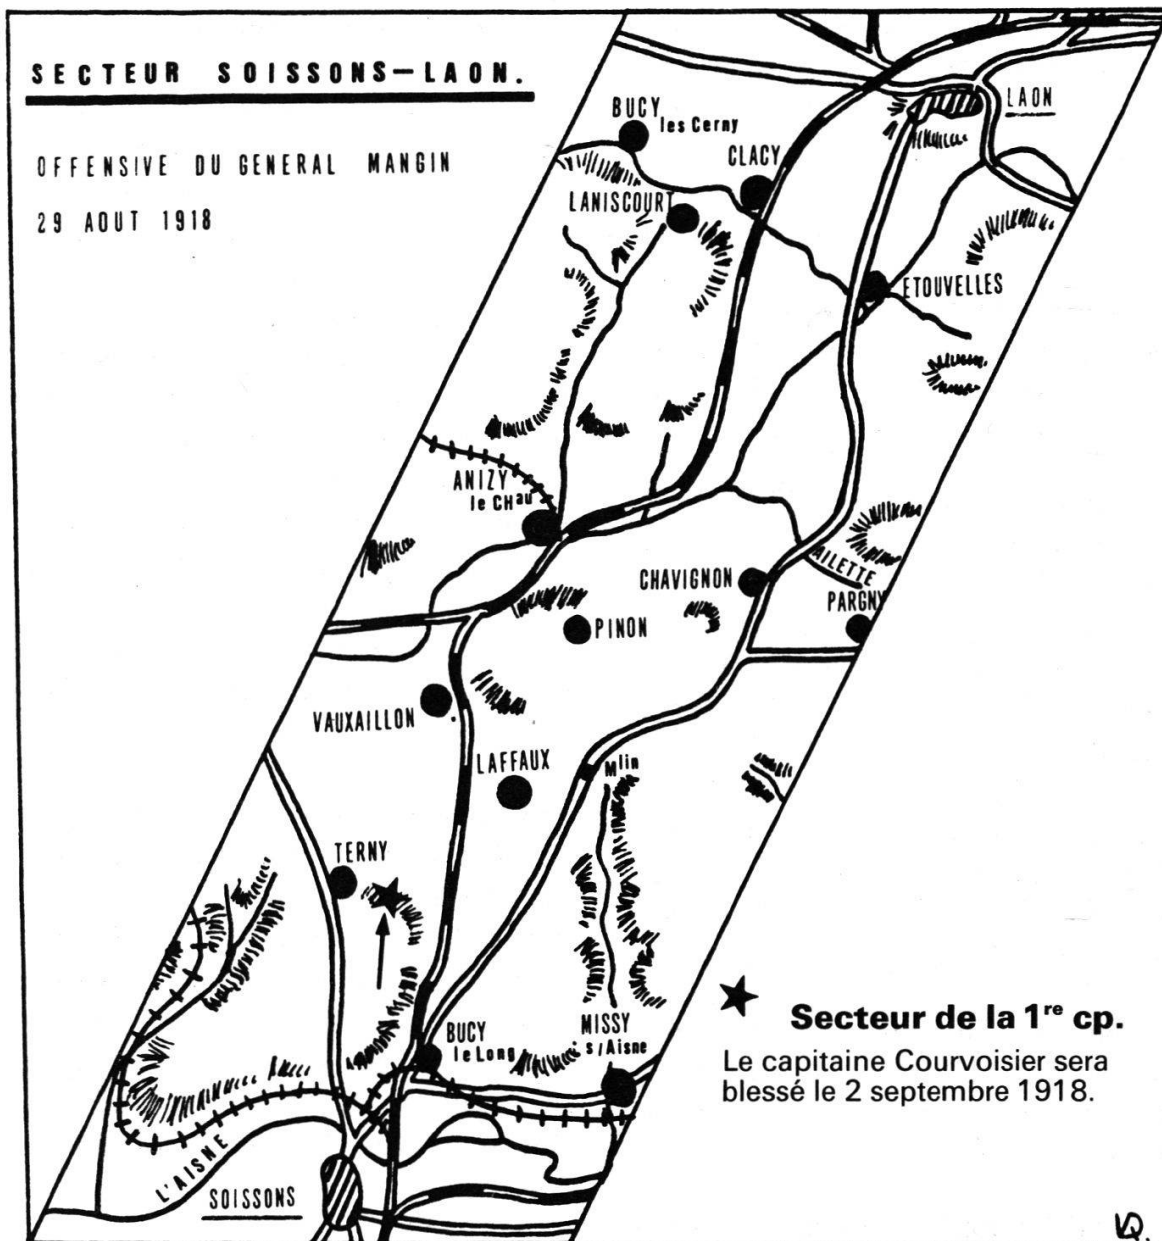 SECTEUR SOISSONS–LAON.
OFFENSIVE DU GENERAL MANGIN
29 AOUT 1918
LAON
BUCY
les Cerny
CLACY
LANISCOURT
ETOUVELLES
ANIZY
le CHau
AILETTE
CHAVIGNON
PARGNY
PINON
VAUXAILLON
LAFFAUX
Mlin
TERNY
BUCY
le Long
MISSY
s/Aisne
L'AISNE
SOISSONS
Secteur de la 1re cp.
Le capitaine Courvoisier sera
blessé le 2 septembre 1918.